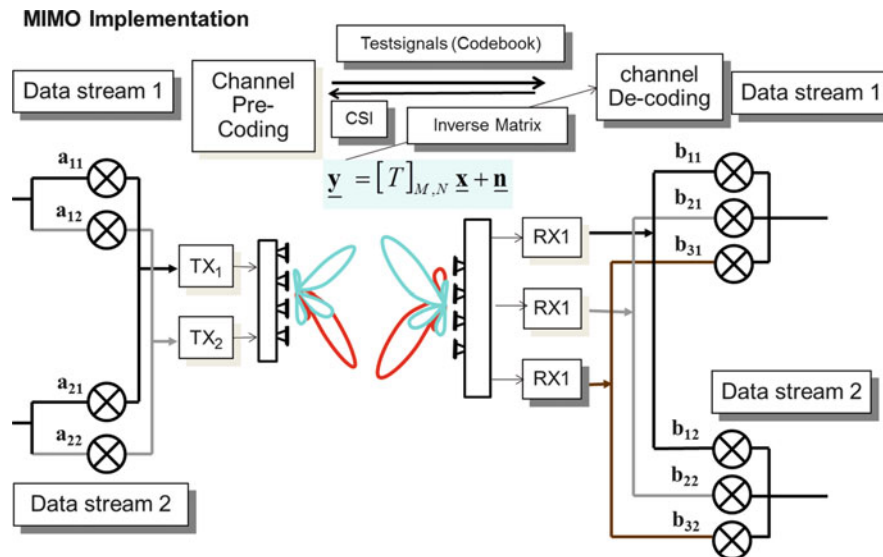 MIMO Implementation
Testsignals (Codebook)
Data stream 1
Channel
Pre-
Coding
channel
De-coding
Data stream 1
CSI
Inverse Matrix
y = [T]M,N x + n
a11
a12
b11
b21
b31
TX1
TX2
RX1
RX1
RX1
a21
a22
Data stream 2
b12
b22
b32
Data stream 2